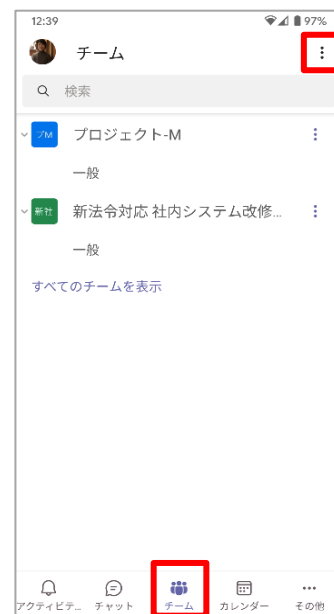 12:39 97%
チーム
検索
プM プロジェクト-M
一般
新社 新法令対応 社内システム改修...
一般
すべてのチームを表示
アクティビテ... チャット チーム カレンダー その他